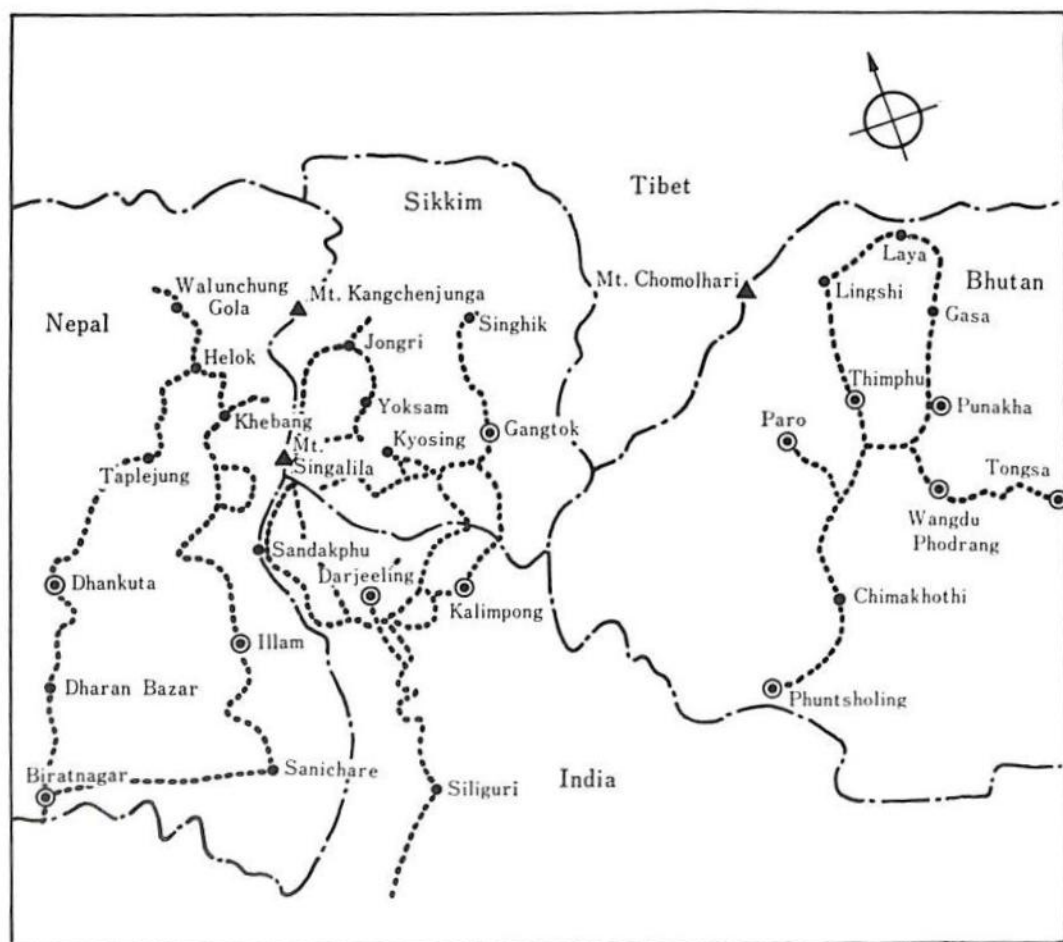 Tibet
Sikkim
Laya
Mt. Chomolhari
Bhutan
Lingshi
Walunchung
Gola
Mt. Kangchenjunga
Nepal
Singhik
Gasa
Jongri
Helok
Thimphu
Yoksam
Punakha
Khebang
Paro
Kyosing
Gangtok
Mt.
Singalila
Taplejung
Tongsa
Wangdu
Phodrang
Sandakphu
Darjeeling
Dhankuta
Kalimpong
Chimakhothi
Illam
Dharan Bazar
Phuntsholing
Biratnagar
Sanichare
Siliguri
India